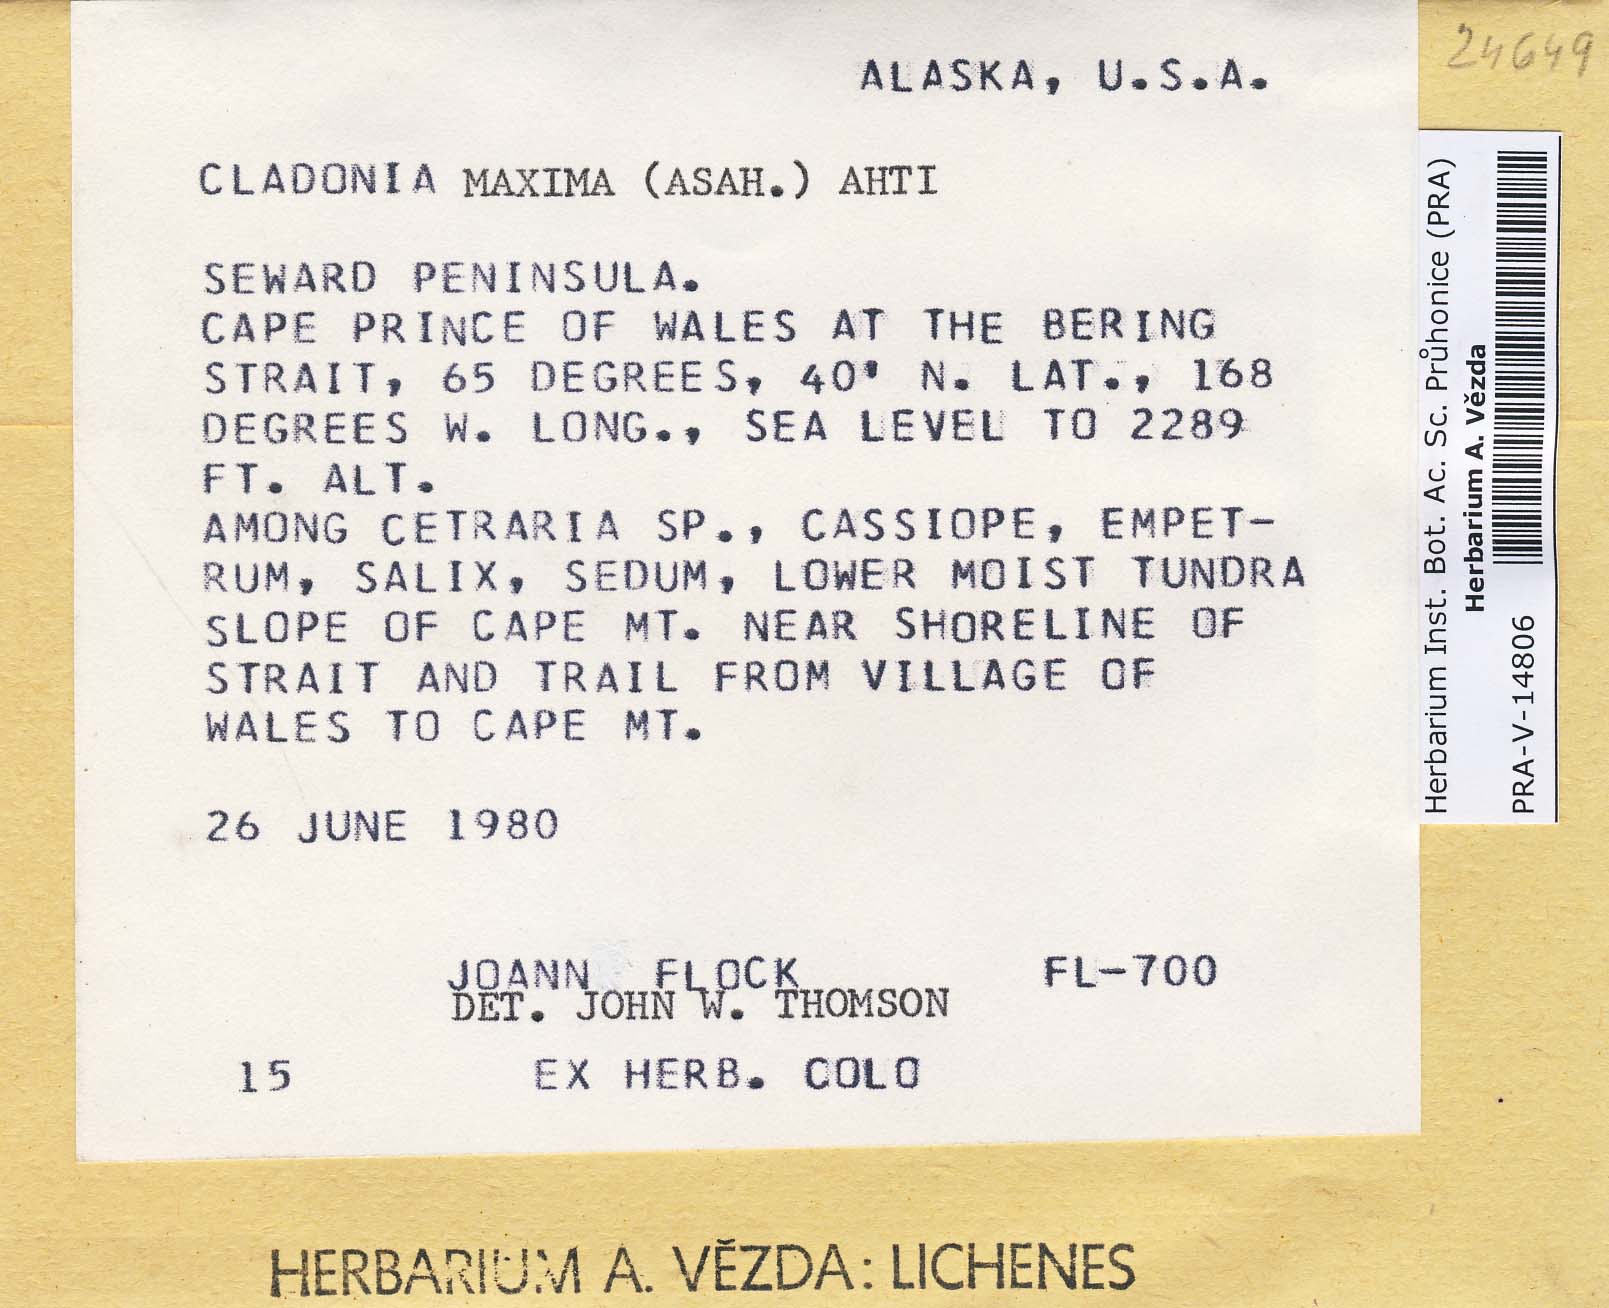 24649
ALASKA, U.S.A.
CLADONIA MAXIMA (ASAH.) AHTI
SEWARD PENINSULA.
CAPE PRINCE OF WALES AT THE BERING
STRAIT, 65 DEGREES, 40' N. LAT., 168
DEGREES W. LONG., SEA LEVEL TO 2289
FT. ALT.
AMONG CETRARIA SP., CASSIOPE, EMPET-
RUM, SALIX, SEDUM, LOWER MOIST TUNDRA
SLOPE OF CAPE MT. NEAR SHORELINE OF
STRAIT AND TRAIL FROM VILLAGE OF
WALES TO CAPE MT.
26 JUNE 1980
JOANN FLOCK FL-700
DET. JOHN W. THOMSON
15 EX HERB. COLO
Herbarium Inst. Bot. Ac. Sc. Průhonice (PRA)
Herbarium A. Vězda
PRA-V-14806
HERBARIUM A. VĚZDA: LICHENES